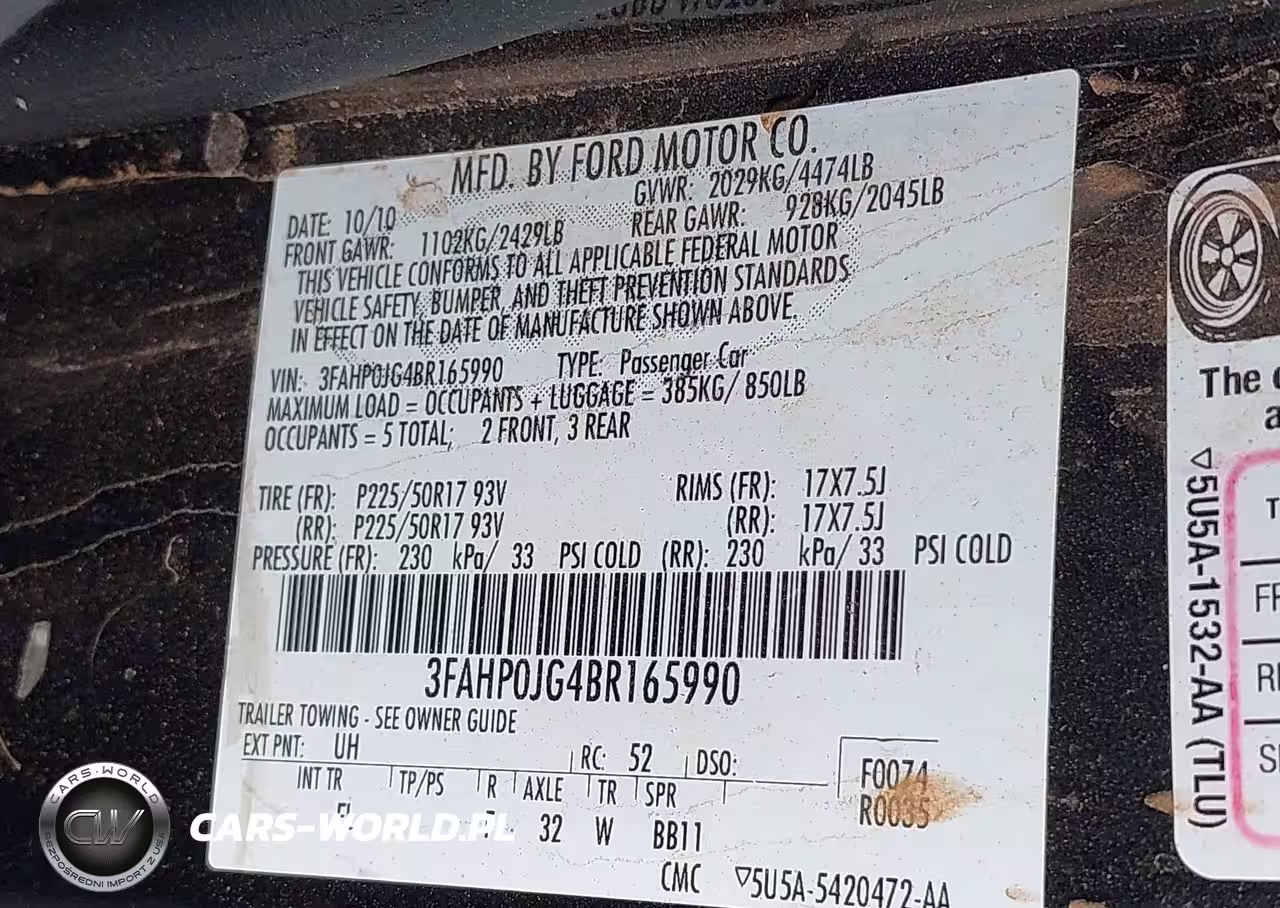 MFD. BY FORD MOTOR CO.
DATE: 10/10 GVWR: 2029KG/4474LB
FRONT GAWR: 1102KG/2429LB REAR GAWR: 928KG/2045LB
THIS VEHICLE CONFORMS TO ALL APPLICABLE FEDERAL MOTOR
VEHICLE SAFETY, BUMPER, AND THEFT PREVENTION STANDARDS
IN EFFECT ON THE DATE OF MANUFACTURE SHOWN ABOVE.
VIN: 3FAHP0JG4BR165990 TYPE: Passenger Car
MAXIMUM LOAD = OCCUPANTS + LUGGAGE = 385KG/ 850LB
OCCUPANTS = 5 TOTAL; 2 FRONT, 3 REAR
TIRE (FR): P225/50R17 93V RIMS (FR): 17X7.5J
(RR): P225/50R17 93V (RR): 17X7.5J
PRESSURE (FR): 230 kPa/ 33 PSI COLD (RR): 230 kPa/ 33 PSI COLD
3FAHP0JG4BR165990
TRAILER TOWING - SEE OWNER GUIDE
EXT PNT: UH RC: 52 DSO:
INT TR TP/PS R AXLE TR SPR
32 W BB11
F0074
R0035
CMC ▽5U5A-5420472-AA
The
▽5U5A-1532-AA (TLU)
CARS-WORLD
CW
BEZPOŚREDNI IMPORT Z USA
CARS-WORLD.PL